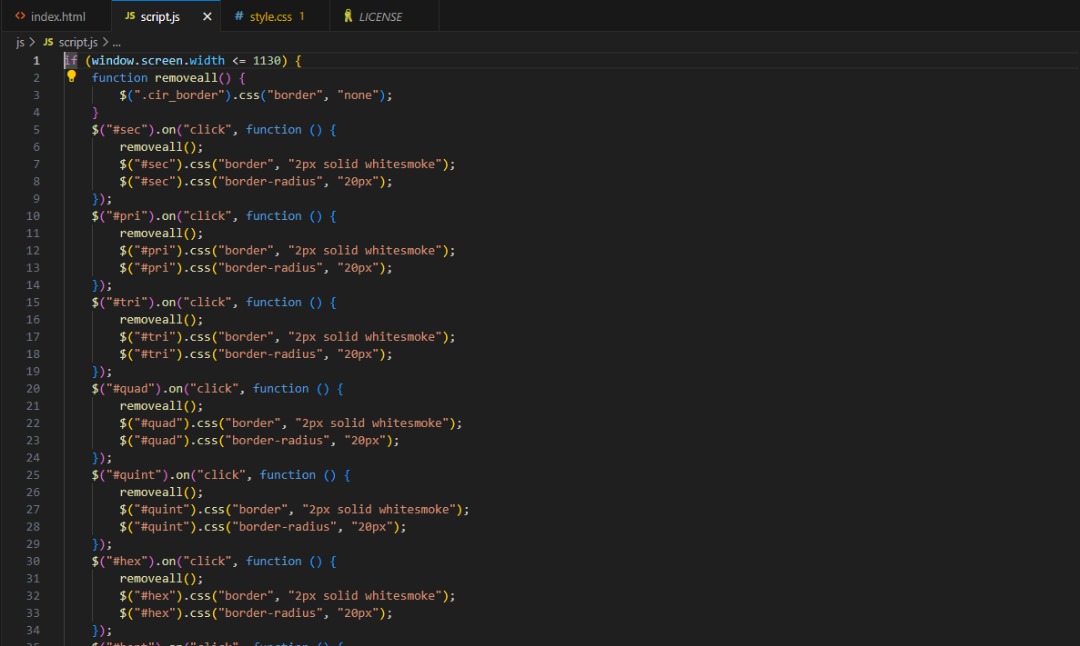 <> index.html JS script.js × # style.css 1 LICENSE
js > JS script.js > ...
1 if (window.screen.width <= 1130) {
2 function removeall() {
3 $(".cir_border").css("border", "none");
4 }
5 $("#sec").on("click", function () {
6 removeall();
7 $("#sec").css("border", "2px solid whitesmoke");
8 $("#sec").css("border-radius", "20px");
9 });
10 $("#pri").on("click", function () {
11 removeall();
12 $("#pri").css("border", "2px solid whitesmoke");
13 $("#pri").css("border-radius", "20px");
14 });
15 $("#tri").on("click", function () {
16 removeall();
17 $("#tri").css("border", "2px solid whitesmoke");
18 $("#tri").css("border-radius", "20px");
19 });
20 $("#quad").on("click", function () {
21 removeall();
22 $("#quad").css("border", "2px solid whitesmoke");
23 $("#quad").css("border-radius", "20px");
24 });
25 $("#quint").on("click", function () {
26 removeall();
27 $("#quint").css("border", "2px solid whitesmoke");
28 $("#quint").css("border-radius", "20px");
29 });
30 $("#hex").on("click", function () {
31 removeall();
32 $("#hex").css("border", "2px solid whitesmoke");
33 $("#hex").css("border-radius", "20px");
34 });